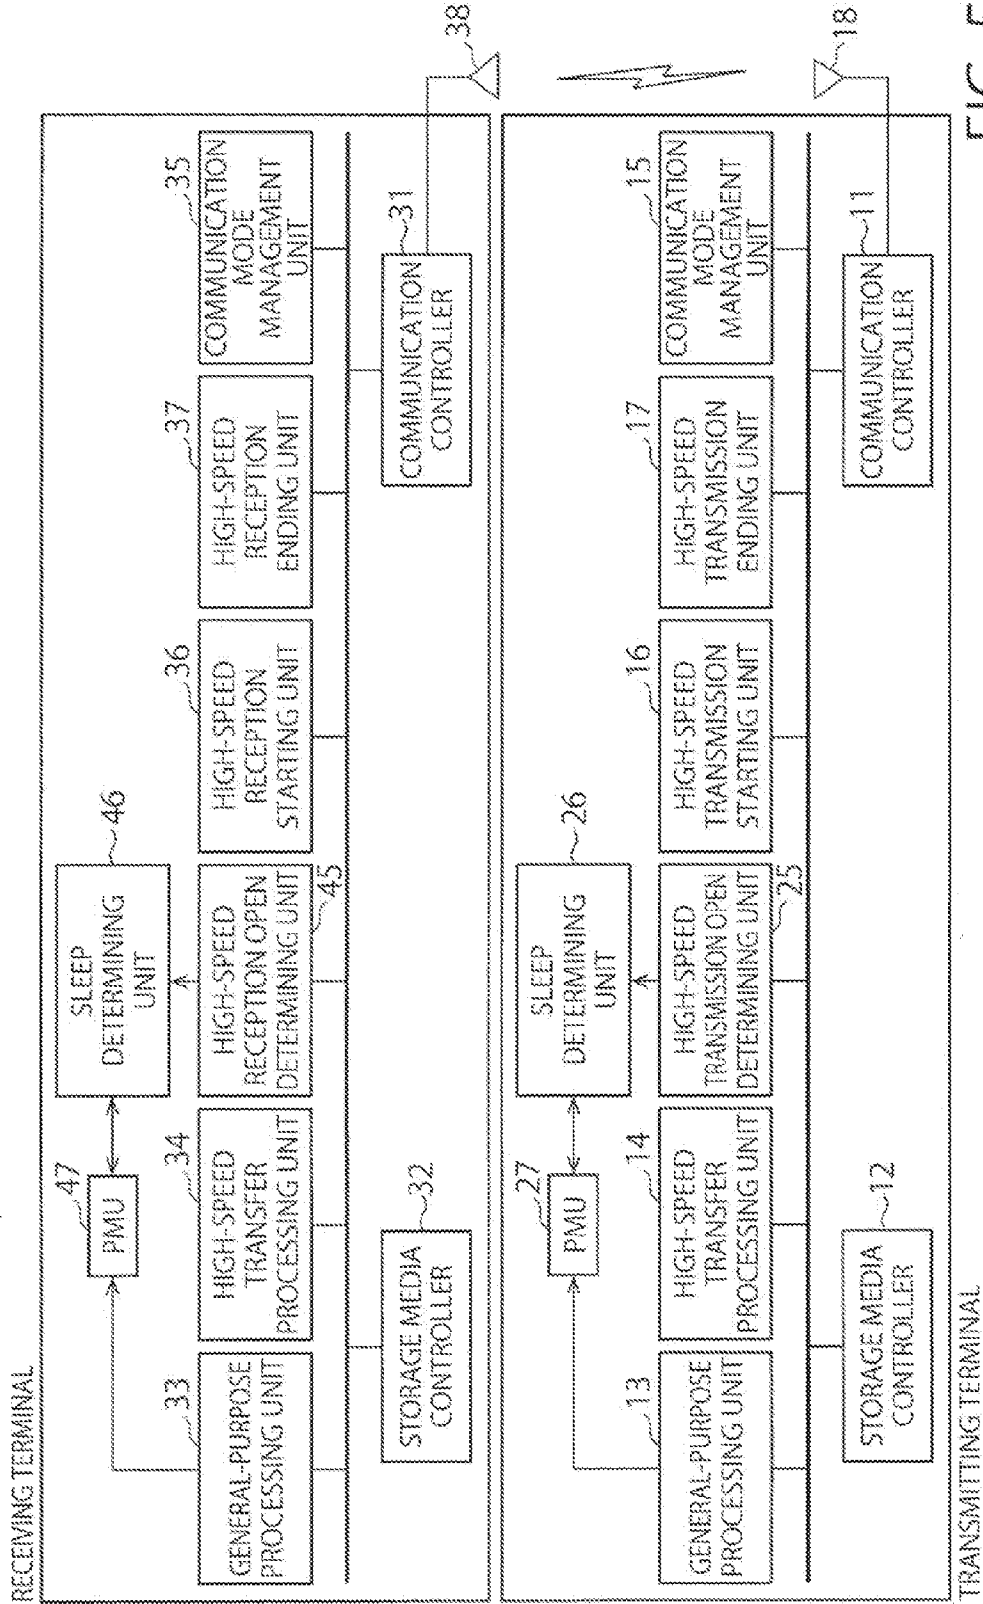 RECEIVING TERMINAL
47
PMU
46
SLEEP
DETERMINING
UNIT
33
GENERAL-PURPOSE
PROCESSING UNIT
34
HIGH-SPEED
TRANSFER
PROCESSING UNIT
HIGH-SPEED
RECEPTION OPEN
DETERMINING UNIT
45
36
HIGH-SPEED
RECEPTION
STARTING UNIT
37
HIGH-SPEED
RECEPTION
ENDING UNIT
35
COMMUNICATION
MODE
MANAGEMENT
UNIT
32
STORAGE MEDIA
CONTROLLER
31
COMMUNICATION
CONTROLLER
38
27
PMU
26
SLEEP
DETERMINING
UNIT
13
GENERAL-PURPOSE
PROCESSING UNIT
14
HIGH-SPEED
TRANSFER
PROCESSING UNIT
HIGH-SPEED
TRANSMISSION OPEN
DETERMINING UNIT
25
16
HIGH-SPEED
TRANSMISSION
STARTING UNIT
17
HIGH-SPEED
TRANSMISSION
ENDING UNIT
15
COMMUNICATION
MODE
MANAGEMENT
UNIT
12
STORAGE MEDIA
CONTROLLER
11
COMMUNICATION
CONTROLLER
18
TRANSMITTING TERMINAL
FIG.